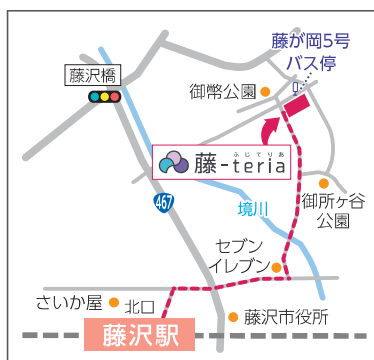 藤が岡5号
バス停
藤沢橋
御幣公園
ふじてりあ
藤-teria
467
境川
御所ヶ谷
公園
セブン
イレブン
さいか屋
北口
藤沢市役所
藤沢駅